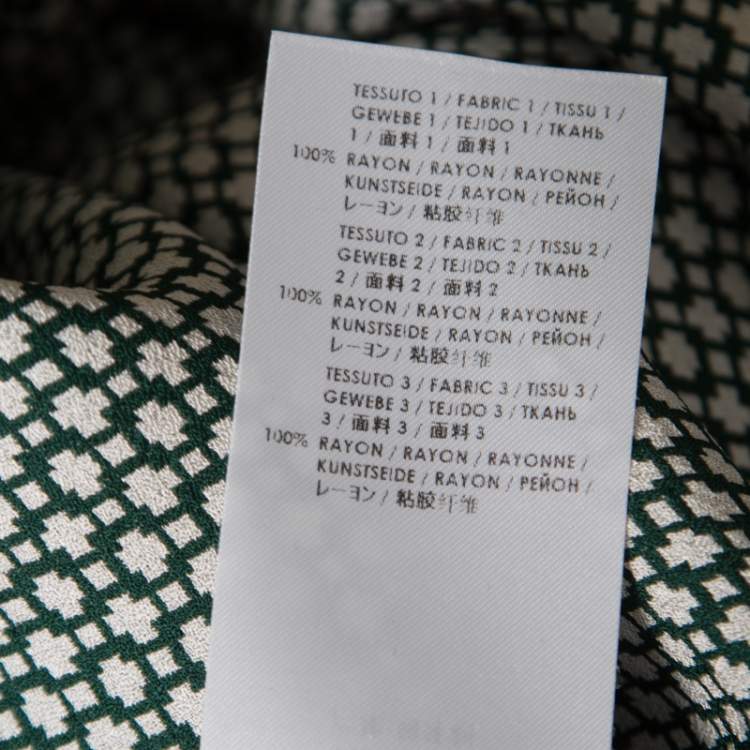 TESSUTO 1 / FABRIC 1 / TISSU 1 /
GEWEBE 1 / TEJIDO 1 / ТКАНЬ
1 / 面料 1 / 面料 1
100% RAYON / RAYON / RAYONNE /
KUNSTSEIDE / RAYON / РЕЙОН /
レーヨン / 粘胶纤维
TESSUTO 2 / FABRIC 2 / TISSU 2 /
GEWEBE 2 / TEJIDO 2 / ТКАНЬ
2 / 面料 2 / 面料 2
100% RAYON / RAYON / RAYONNE /
KUNSTSEIDE / RAYON / РЕЙОН /
レーヨン / 粘胶纤维
TESSUTO 3 / FABRIC 3 / TISSU 3 /
GEWEBE 3 / TEJIDO 3 / ТКАНЬ
3 / 面料 3 / 面料 3
100% RAYON / RAYON / RAYONNE /
KUNSTSEIDE / RAYON / РЕЙОН /
レーヨン / 粘胶纤维